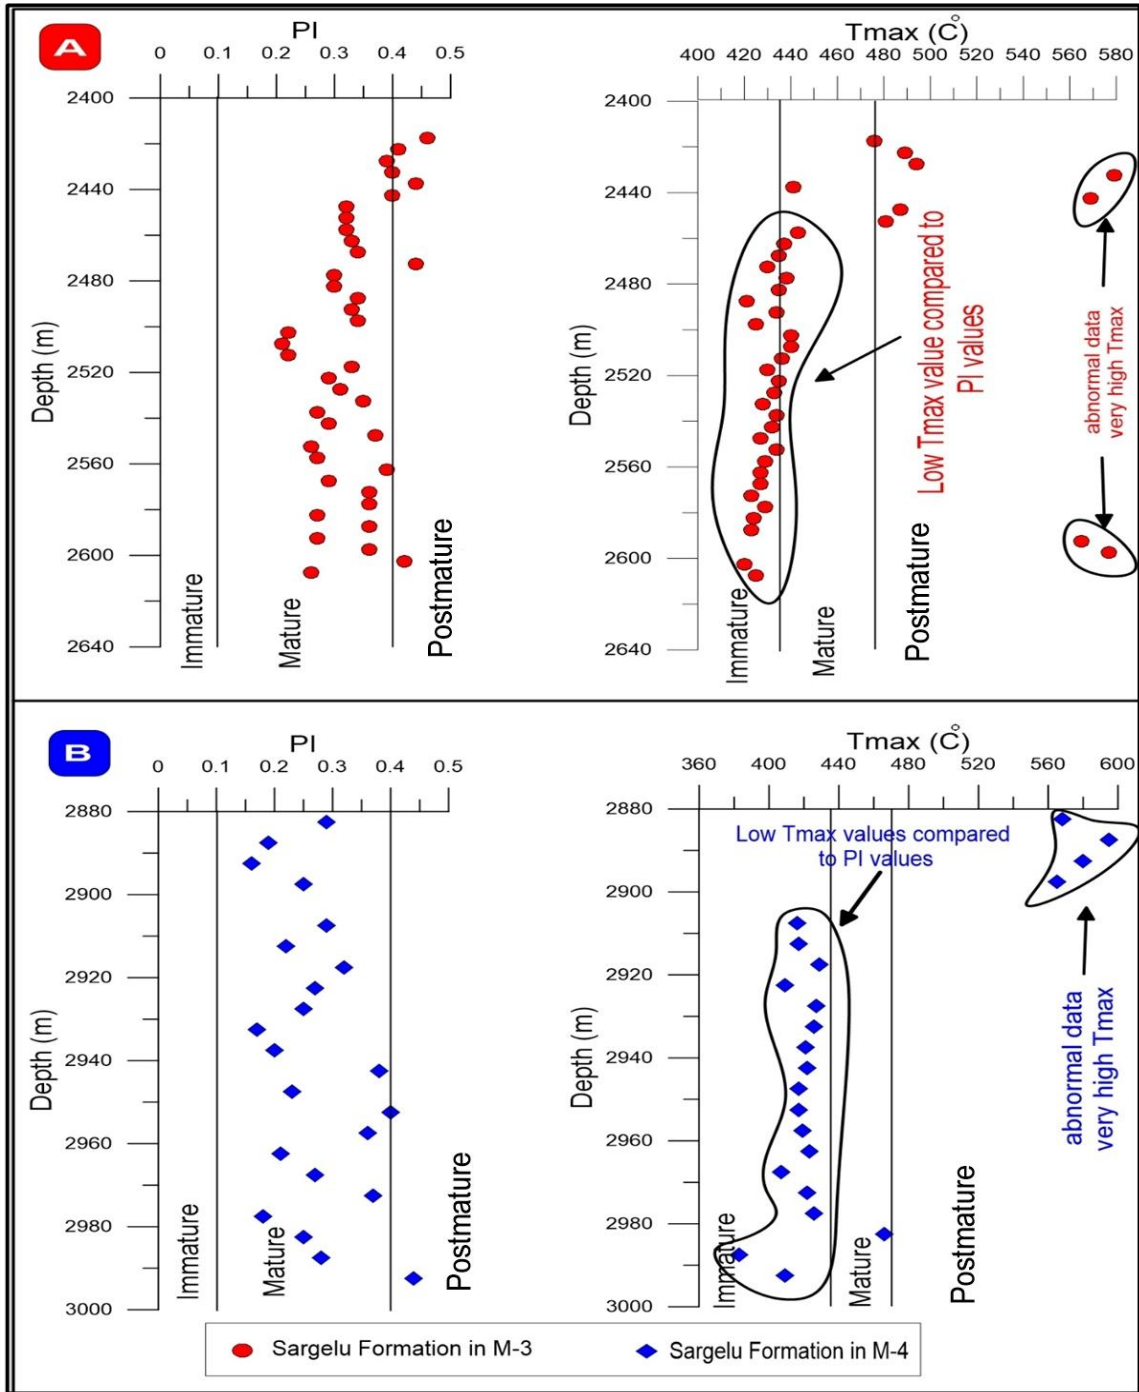 A
PI
0 0.1 0.2 0.3 0.4 0.5
2400
2440
2480
2520
2560
2600
2640
Depth (m)
Immature
Mature
Postmature
Tmax (C°)
400 420 440 460 480 500 520 540 560 580
2400
2440
2480
2520
2560
2600
2640
Depth (m)
Immature
Mature
Postmature
Low Tmax value compared to
PI values
abnormal data
very high Tmax
B
PI
0 0.1 0.2 0.3 0.4 0.5
2880
2900
2920
2940
2960
2980
3000
Depth (m)
Immature
Mature
Postmature
Tmax (C°)
360 400 440 480 520 560 600
2880
2900
2920
2940
2960
2980
3000
Depth (m)
Low Tmax values compared
to PI values
abnormal data
very high Tmax
Immature
Mature
Postmature
Sargelu Formation in M-3
Sargelu Formation in M-4